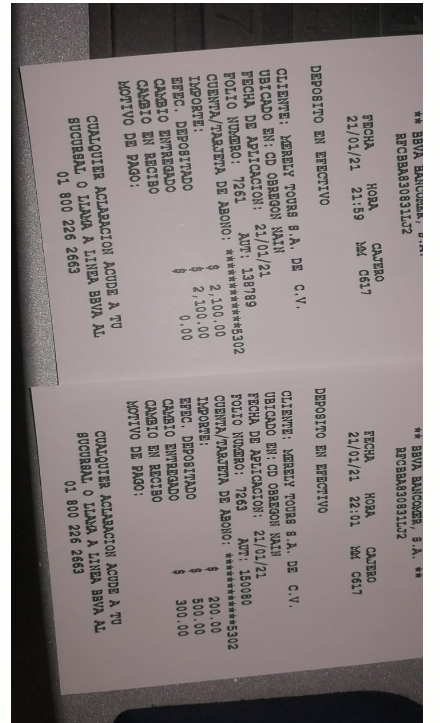 ** BBVA BANCOMER, S.A.
RFCBBA830831LJ2
FECHA HORA CAJERO
21/01/21 21:59 MM C617
DEPOSITO EN EFECTIVO
CLIENTE: MERELY TOURS S.A. DE C.V.
UBICADO EN: CD OBREGON NAIN
FECHA DE APLICACION: 21/01/21
FOLIO NUMERO: 7261 AUT: 138789
CUENTA/TARJETA DE ABONO: ************5302
IMPORTE: $ 2,100.00
EFEC. DEPOSITADO $ 2,100.00
CAMBIO ENTREGADO $ 0.00
CAMBIO EN RECIBO
MOTIVO DE PAGO:
CUALQUIER ACLARACION ACUDE A TU
SUCURSAL O LLAMA A LINEA BBVA AL
01 800 226 2663
** BBVA BANCOMER, S.A. **
RFCBBA830831LJ2
FECHA HORA CAJERO
21/01/21 22:01 MM C617
DEPOSITO EN EFECTIVO
CLIENTE: MERELY TOURS S.A. DE C.V.
UBICADO EN: CD OBREGON NAIN
FECHA DE APLICACION: 21/01/21
FOLIO NUMERO: 7263 AUT: 150080
CUENTA/TARJETA DE ABONO: ************5302
IMPORTE: $ 200.00
EFEC. DEPOSITADO $ 500.00
CAMBIO ENTREGADO $ 300.00
CAMBIO EN RECIBO
MOTIVO DE PAGO:
CUALQUIER ACLARACION ACUDE A TU
SUCURSAL O LLAMA A LINEA BBVA AL
01 800 226 2663